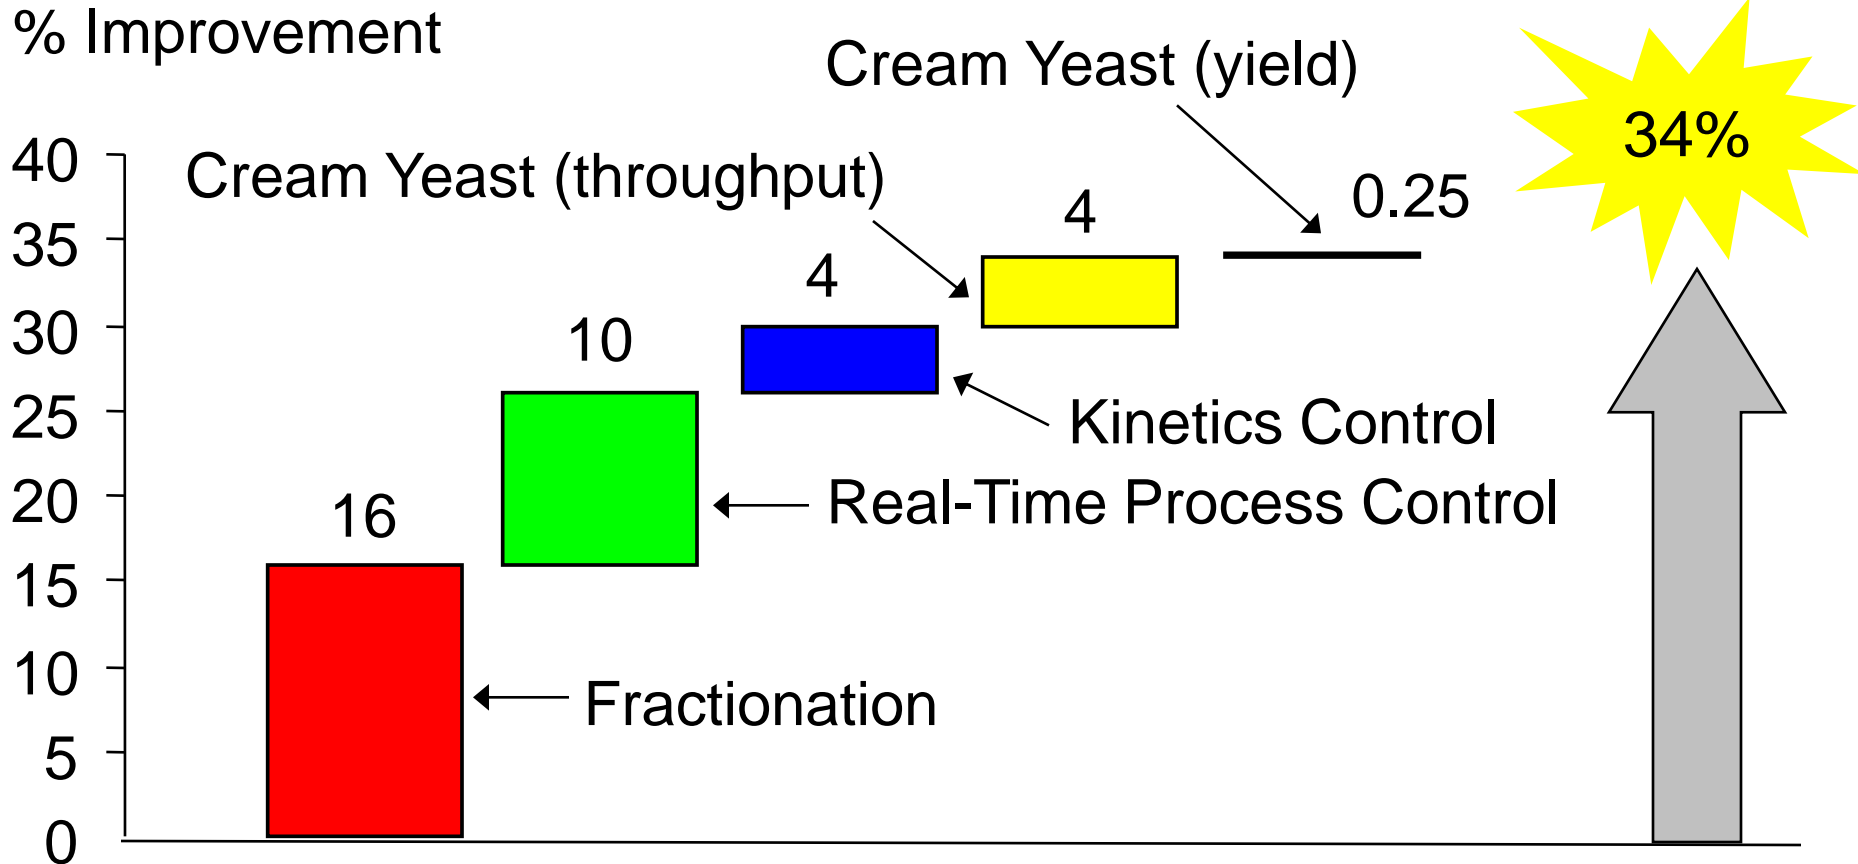 % Improvement
Cream Yeast (yield)
34%
40
Cream Yeast (throughput)
4
0.25
35
4
30
10
25
Kinetics Control
20
16
Real-Time Process Control
15
10
Fractionation
5
0